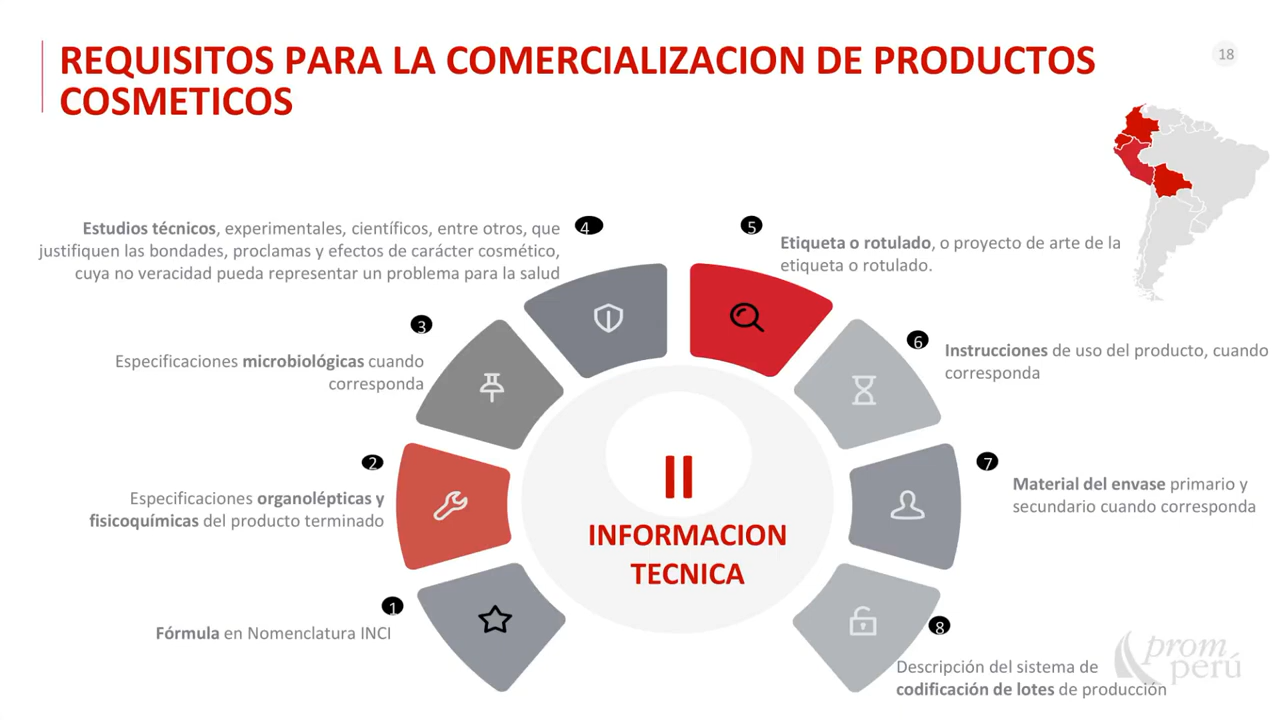 REQUISITOS PARA LA COMERCIALIZACION DE PRODUCTOS
COSMETICOS
18
4
Estudios técnicos, experimentales, científicos, entre otros, que
justifiquen las bondades, proclamas y efectos de carácter cosmético,
cuya no veracidad pueda representar un problema para la salud
5
Etiqueta o rotulado, o proyecto de arte de la
etiqueta o rotulado.
3
Especificaciones microbiológicas cuando
corresponda
6
Instrucciones de uso del producto, cuando
corresponda
2
Especificaciones organolépticas y
fisicoquímicas del producto terminado
7
Material del envase primario y
secundario cuando corresponda
II
INFORMACION
TECNICA
1
Fórmula en Nomenclatura INCI
8
Descripción del sistema de
codificación de lotes de producción
prom
perú